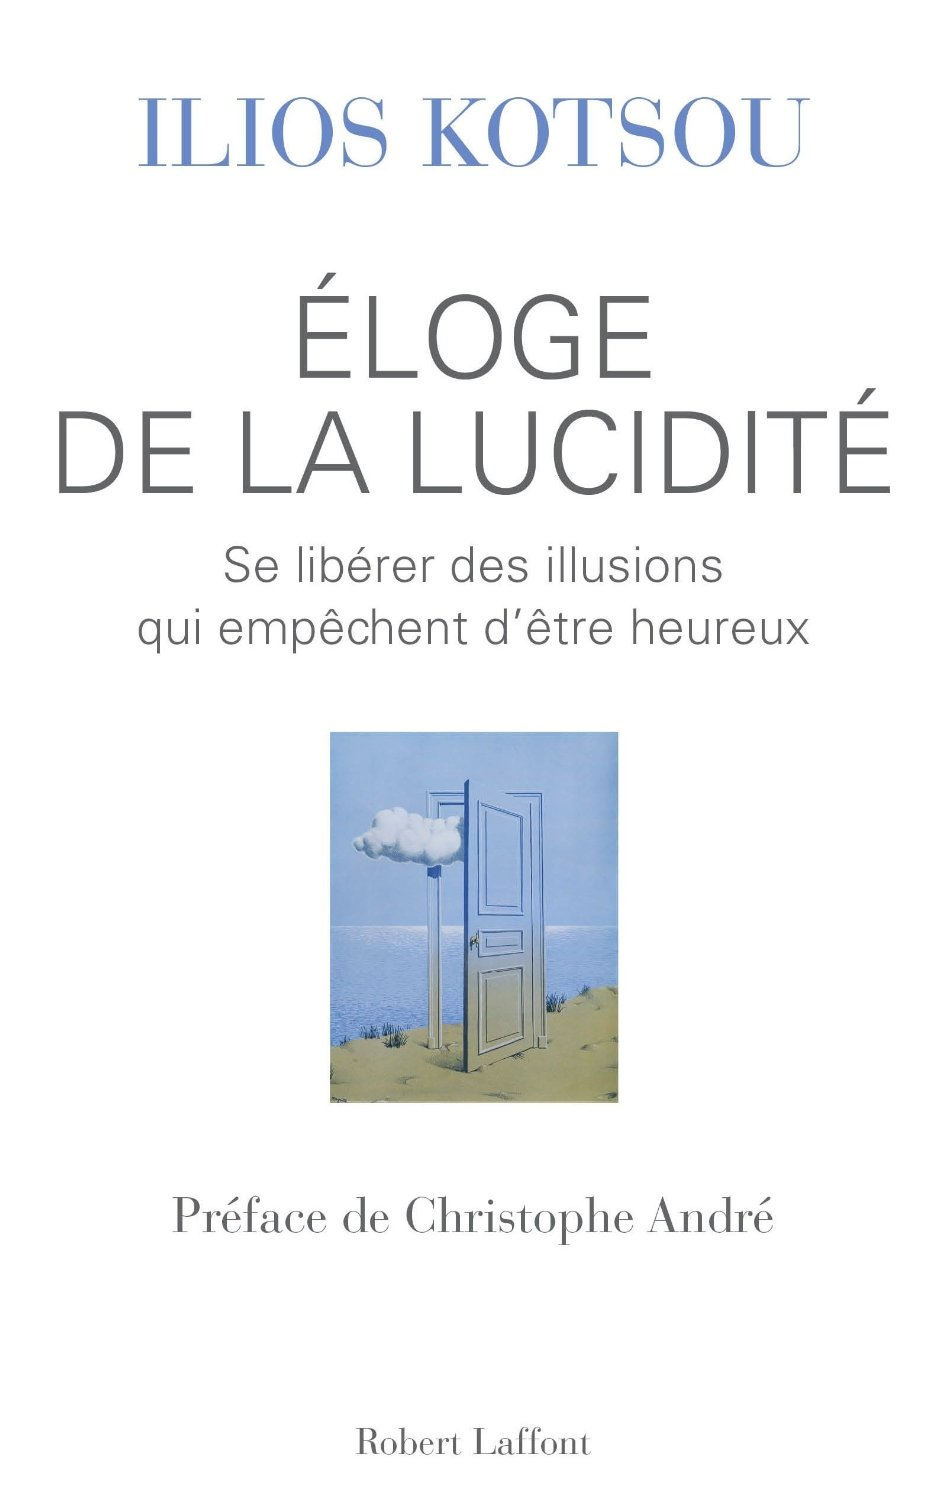 ILIOS KOTSOU
ÉLOGE
DE LA LUCIDITÉ
Se libérer des illusions
qui empêchent d’être heureux
Préface de Christophe André
Robert Laffont